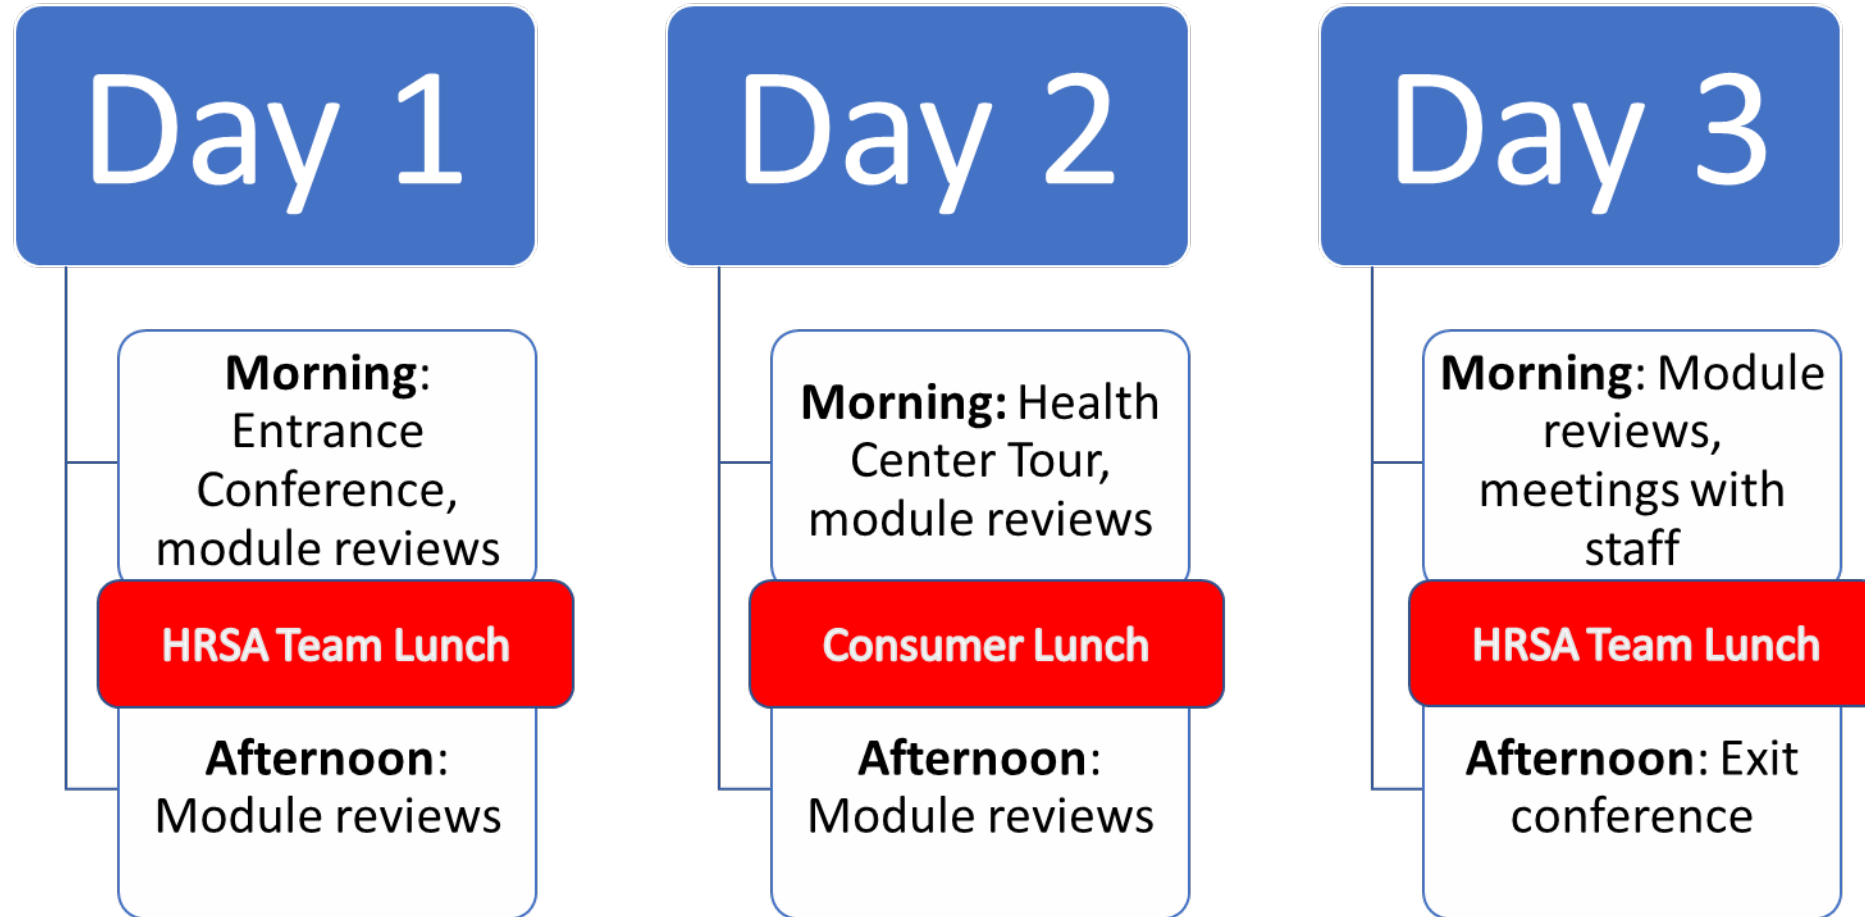 Day 1
Morning:
Entrance
Conference,
module reviews
HRSA Team Lunch
Afternoon:
Module reviews
Day 2
Morning: Health
Center Tour,
module reviews
Consumer Lunch
Afternoon:
Module reviews
Day 3
Morning: Module
reviews,
meetings with
staff
HRSA Team Lunch
Afternoon: Exit
conference